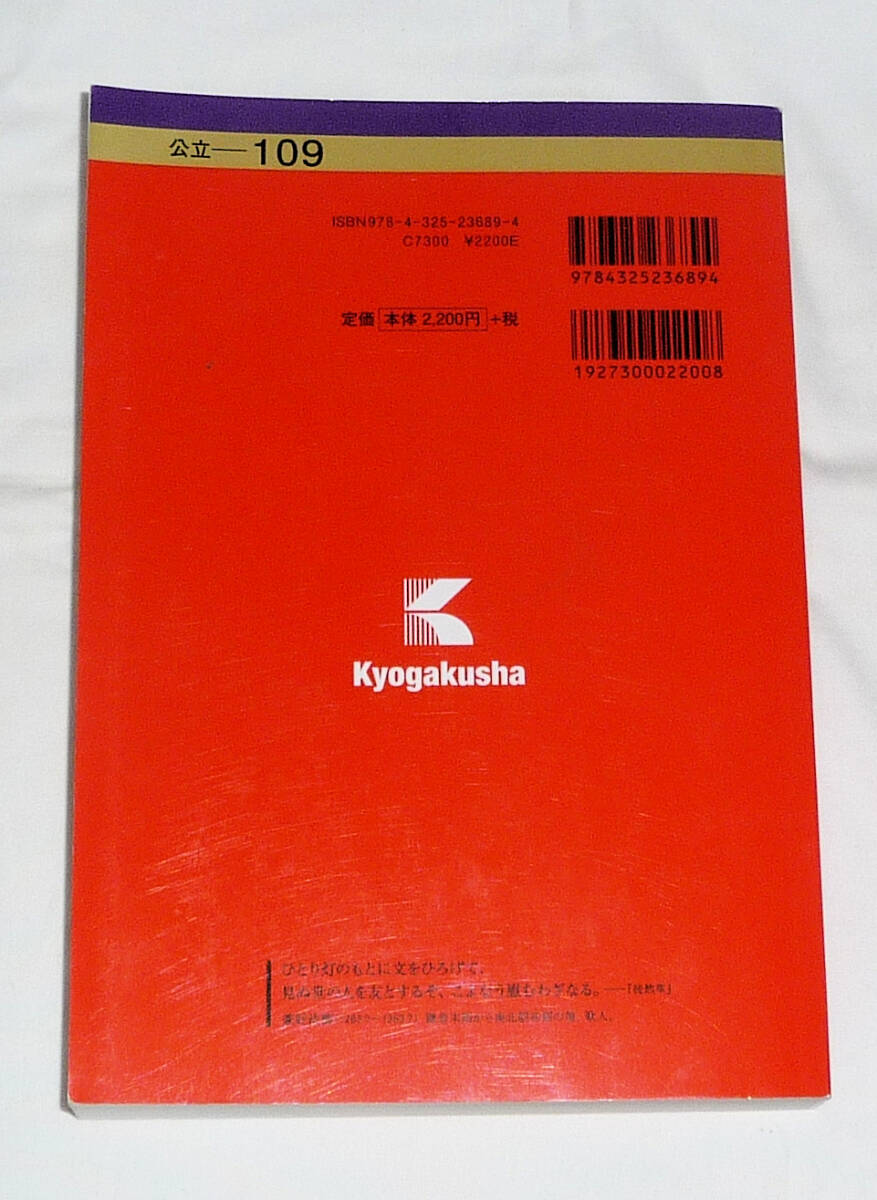 公立―109
ISBN978-4-325-23689-4
C7300 ¥2200E
9784325236894
定価 本体 2,200円 +税
1927300022008
Kyogakusha
ひとり灯のもとに文をひろげて、
見ぬ世の人を友とするぞ、こよなう慰むわざなる。―「徒然草」